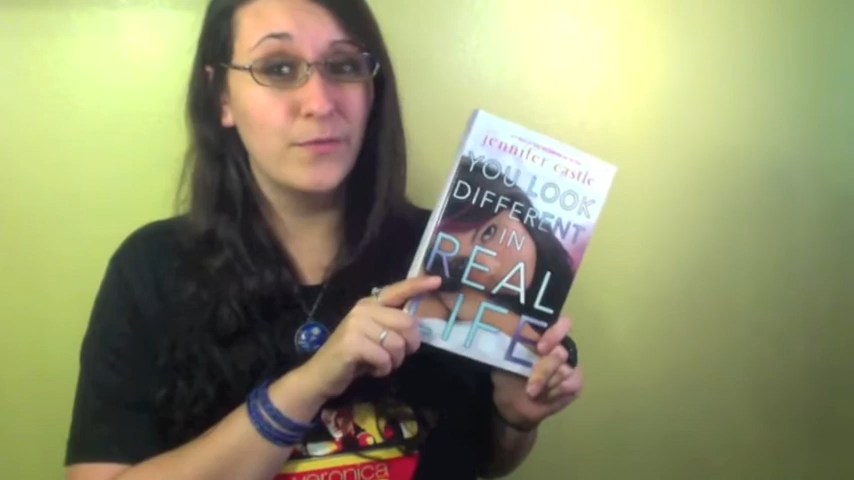 jennifer castle
YOU LOOK
DIFFERENT
IN
REAL
LIFE
veronica